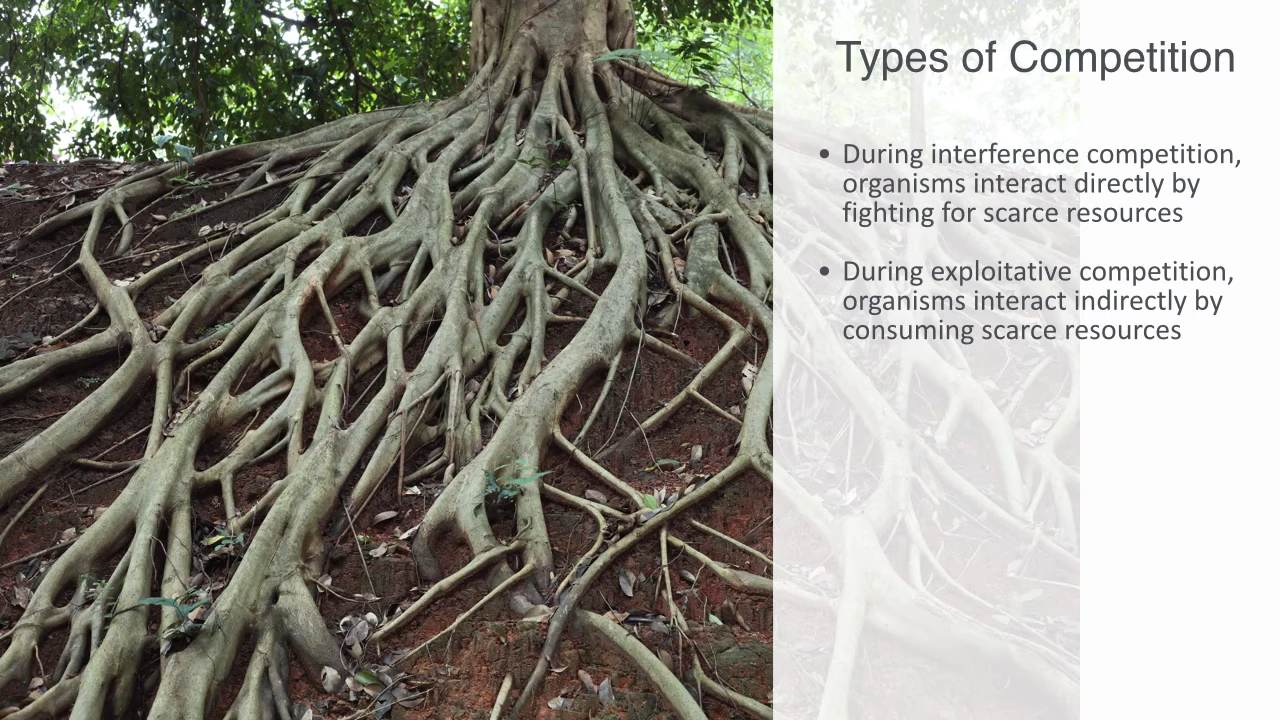 Types of Competition
• During interference competition,
organisms interact directly by
fighting for scarce resources
• During exploitative competition,
organisms interact indirectly by
consuming scarce resources